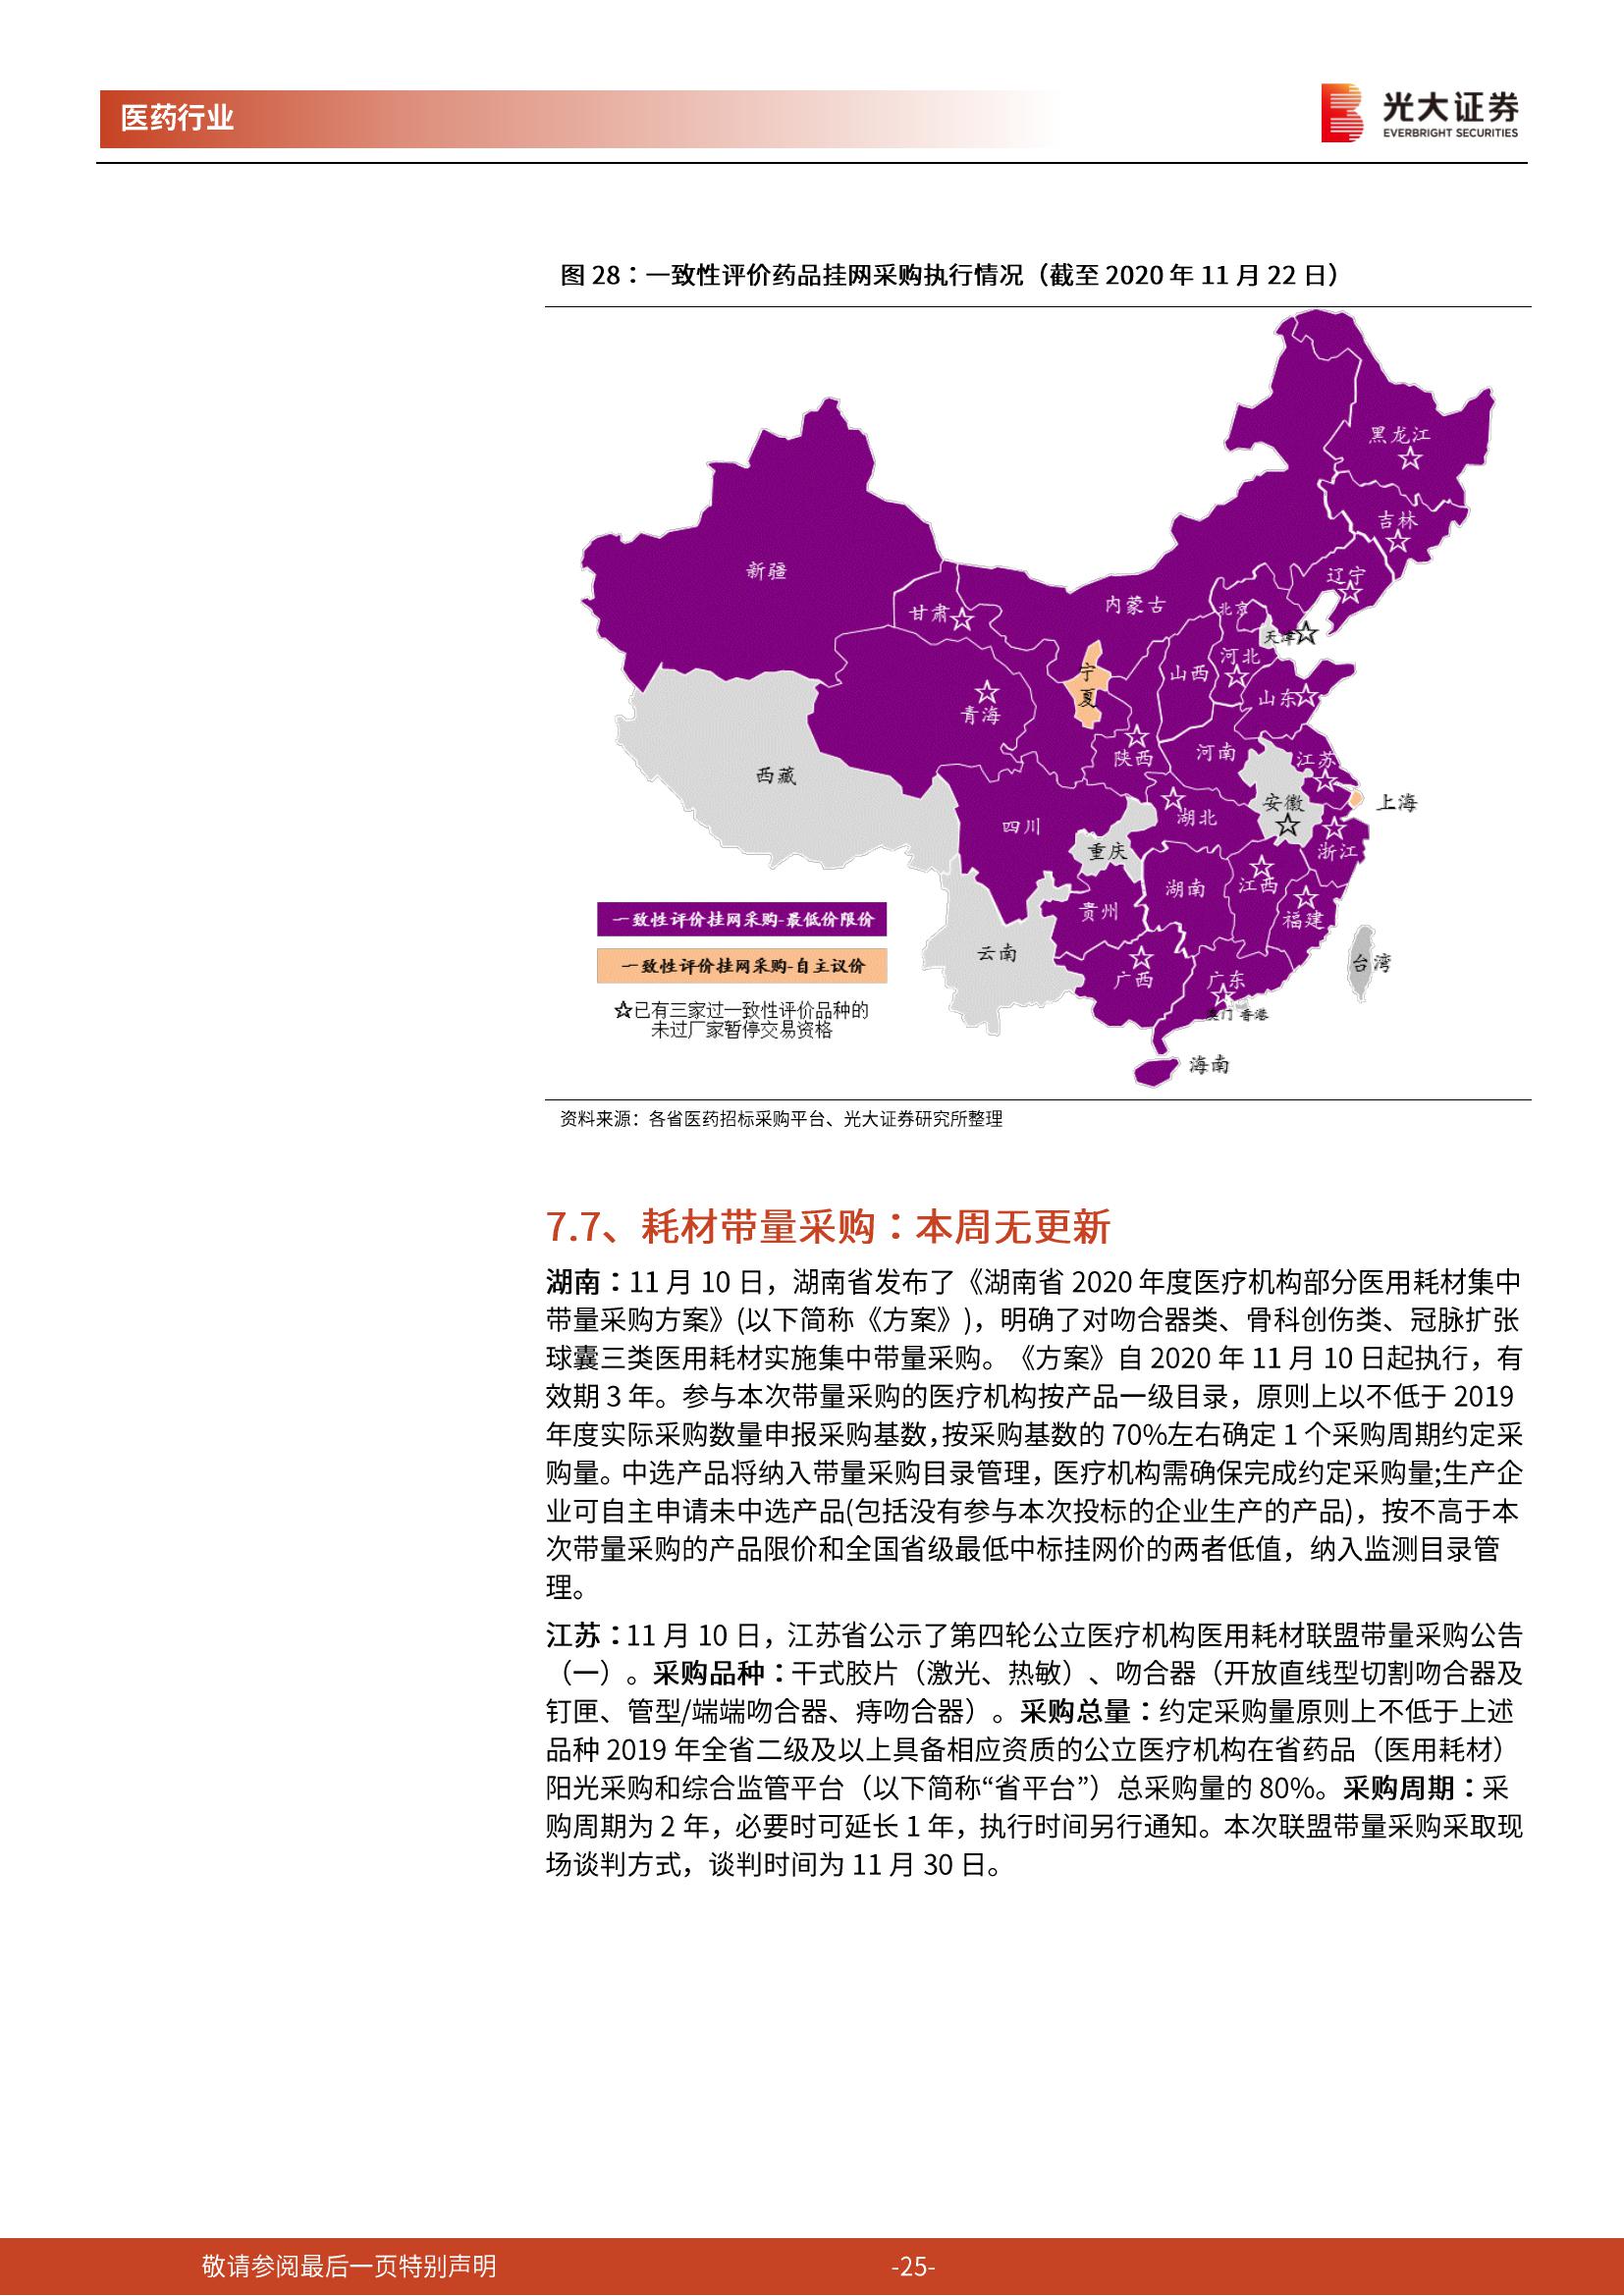 医药行业
光大证券
EVERBRIGHT SECURITIES
图 28：一致性评价药品挂网采购执行情况（截至 2020 年 11 月 22 日）
黑龙江
吉林
辽宁
新疆
内蒙古
甘肃
北京
天津
河北
宁夏
山西
山东
青海
陕西
河南
江苏
西藏
安徽
上海
四川
湖北
重庆
浙江
湖南
江西
贵州
福建
云南
广西
广东
台湾
澳门 香港
海南
一致性评价挂网采购-最低价限价
一致性评价挂网采购-自主议价
☆已有三家过一致性评价品种的
未过厂家暂停交易资格
资料来源：各省医药招标采购平台、光大证券研究所整理
7.7、耗材带量采购：本周无更新
湖南：11 月 10 日，湖南省发布了《湖南省 2020 年度医疗机构部分医用耗材集中
带量采购方案》(以下简称《方案》)，明确了对吻合器类、骨科创伤类、冠脉扩张
球囊三类医用耗材实施集中带量采购。《方案》自 2020 年 11 月 10 日起执行，有
效期 3 年。参与本次带量采购的医疗机构按产品一级目录，原则上以不低于 2019
年度实际采购数量申报采购基数，按采购基数的 70%左右确定 1 个采购周期约定采
购量。中选产品将纳入带量采购目录管理，医疗机构需确保完成约定采购量;生产企
业可自主申请未中选产品(包括没有参与本次投标的企业生产的产品)，按不高于本
次带量采购的产品限价和全国省级最低中标挂网价的两者低值，纳入监测目录管
理。
江苏：11 月 10 日，江苏省公示了第四轮公立医疗机构医用耗材联盟带量采购公告
（一）。采购品种：干式胶片（激光、热敏）、吻合器（开放直线型切割吻合器及
钉匣、管型/端端吻合器、痔吻合器）。采购总量：约定采购量原则上不低于上述
品种 2019 年全省二级及以上具备相应资质的公立医疗机构在省药品（医用耗材）
阳光采购和综合监管平台（以下简称“省平台”）总采购量的 80%。采购周期：采
购周期为 2 年，必要时可延长 1 年，执行时间另行通知。本次联盟带量采购采取现
场谈判方式，谈判时间为 11 月 30 日。
敬请参阅最后一页特别声明
-25-